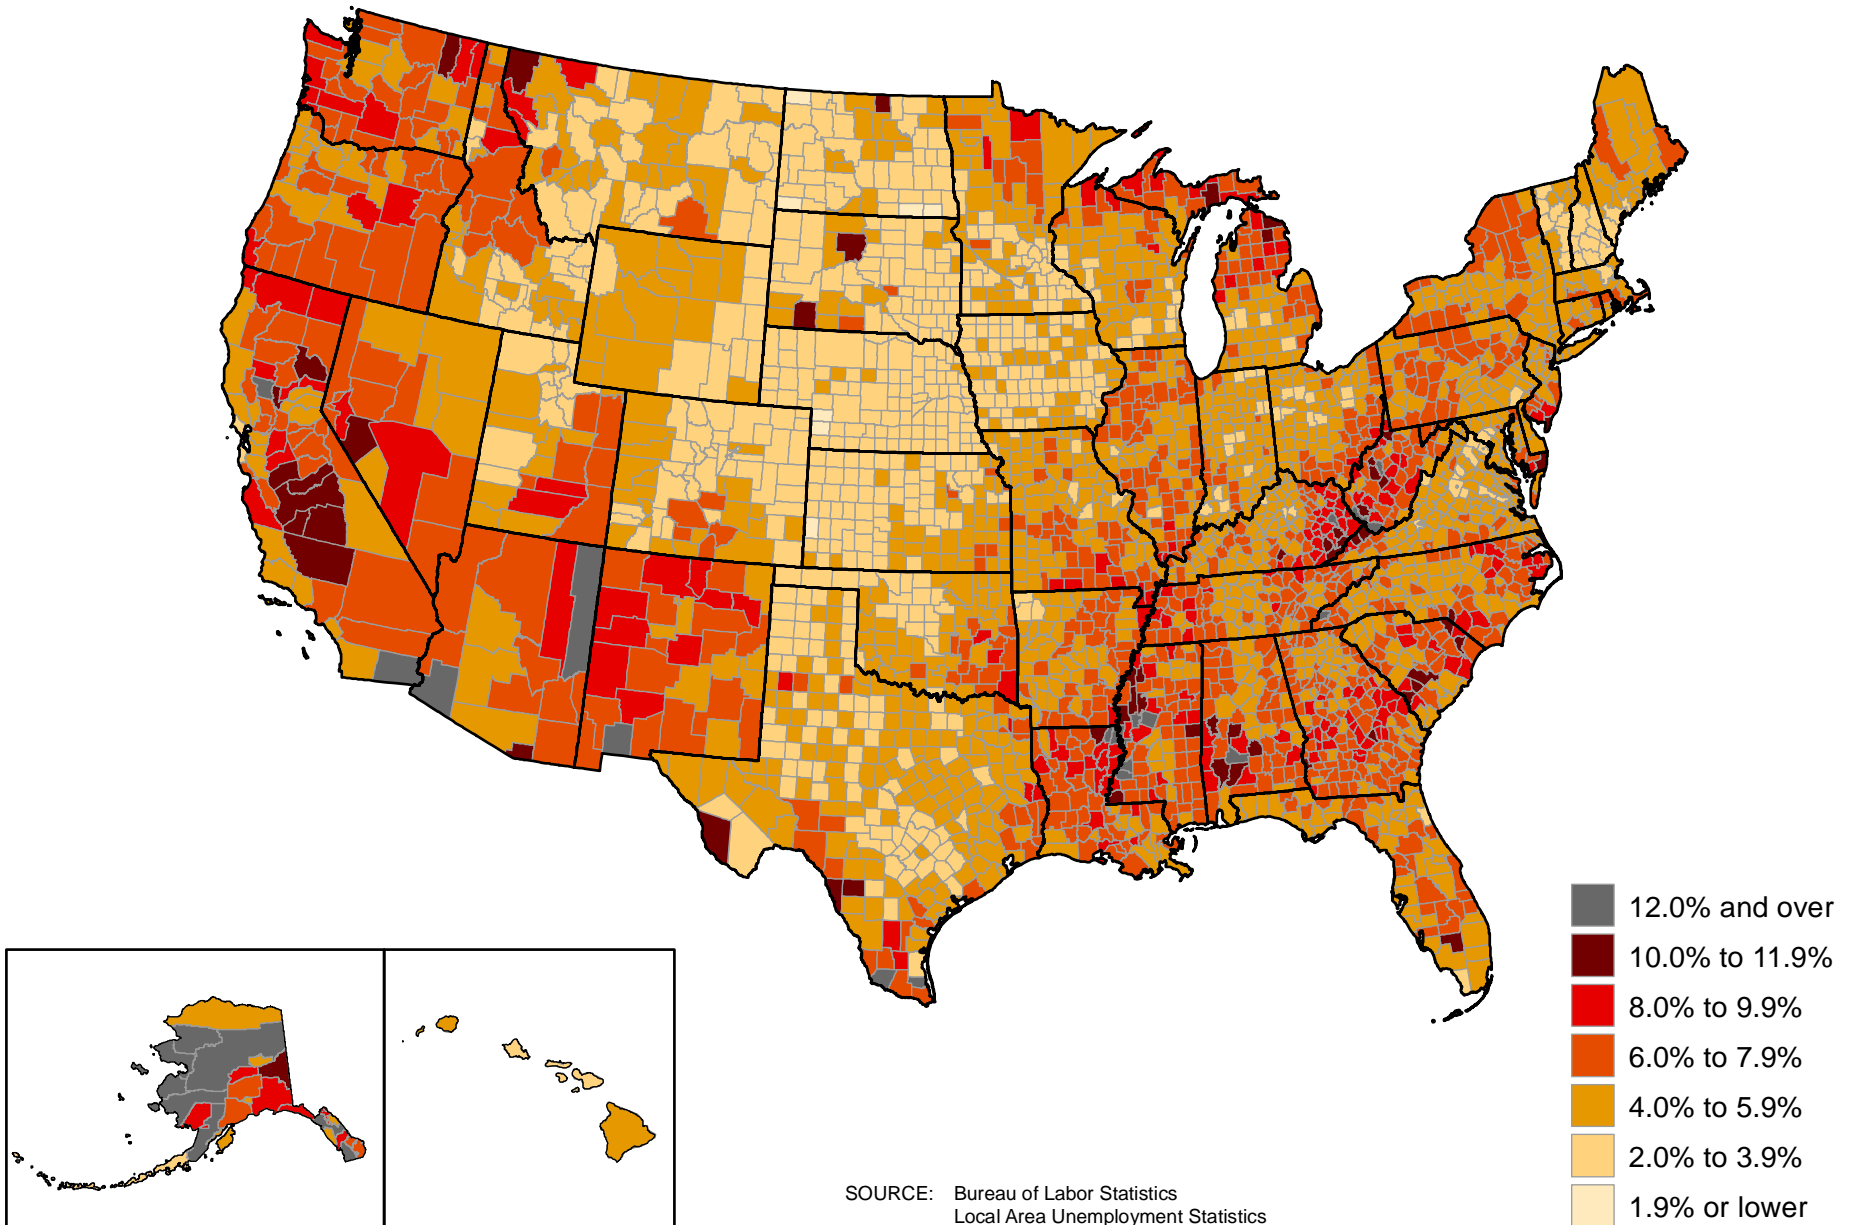 12.0% and over
10.0% to 11.9%
8.0% to 9.9%
6.0% to 7.9%
4.0% to 5.9%
2.0% to 3.9%
1.9% or lower
SOURCE: Bureau of Labor Statistics
Local Area Unemployment Statistics